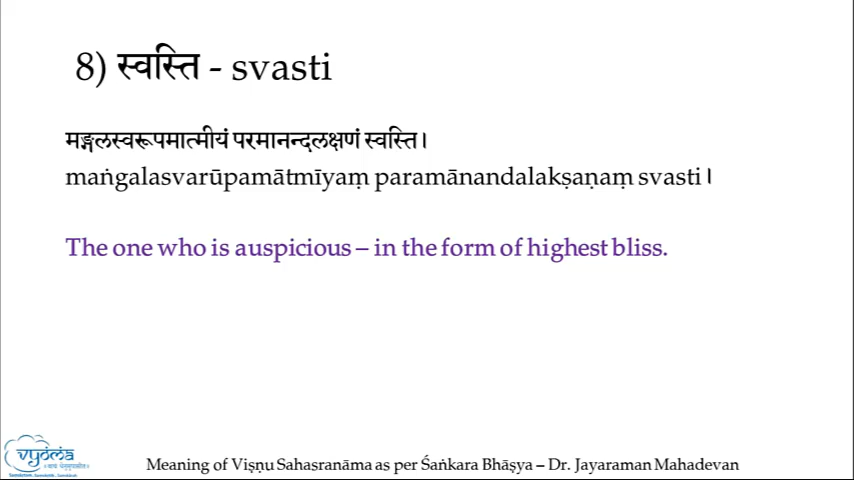 8) स्वस्ति - svasti
मङ्गलस्वरूपमात्मीयं परमानन्दलक्षणं स्वस्ति।
maṅgalasvarūpamātmīyaṃ paramānandalakṣaṇaṃ svasti।
The one who is auspicious – in the form of highest bliss.
vyoma
Meaning of Viṣṇu Sahasranāma as per Śaṅkara Bhāṣya – Dr. Jayaraman Mahadevan